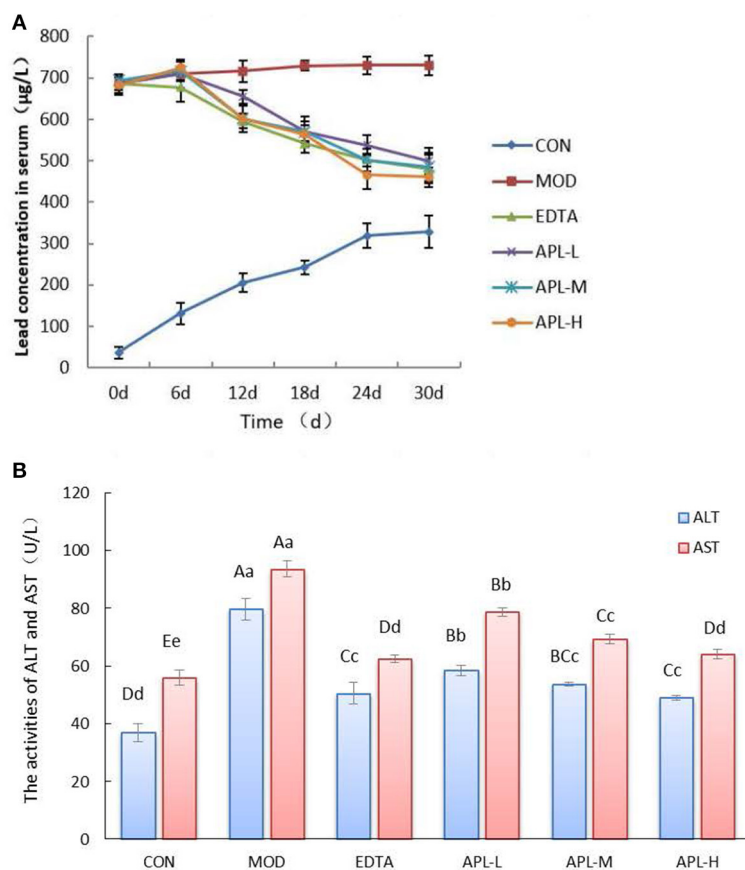 A
Lead concentration in serum（μg/L）
800
700
600
500
400
300
200
100
0
0d 6d 12d 18d 24d 30d
Time （d）
CON
MOD
EDTA
APL-L
APL-M
APL-H
B
The activities of ALT and AST（U/L）
120
100
80
60
40
20
0
ALT
AST
Dd Ee Aa Aa Cc Dd Bb Bb BCc Cc Cc Dd
CON MOD EDTA APL-L APL-M APL-H